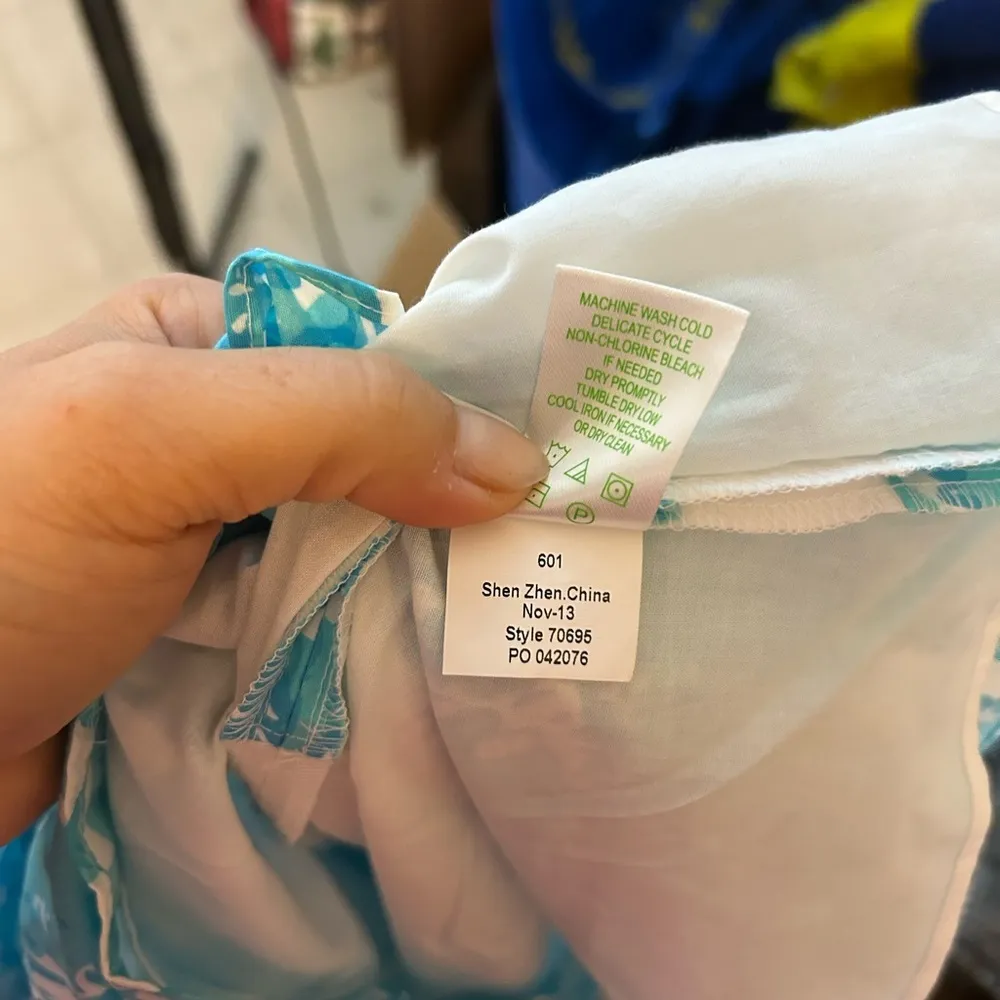 MACHINE WASH COLD
DELICATE CYCLE
NON-CHLORINE BLEACH
IF NEEDED
DRY PROMPTLY
TUMBLE DRY LOW
COOL IRON IF NECESSARY
OR DRY CLEAN
P
601
Shen Zhen.China
Nov-13
Style 70695
PO 042076